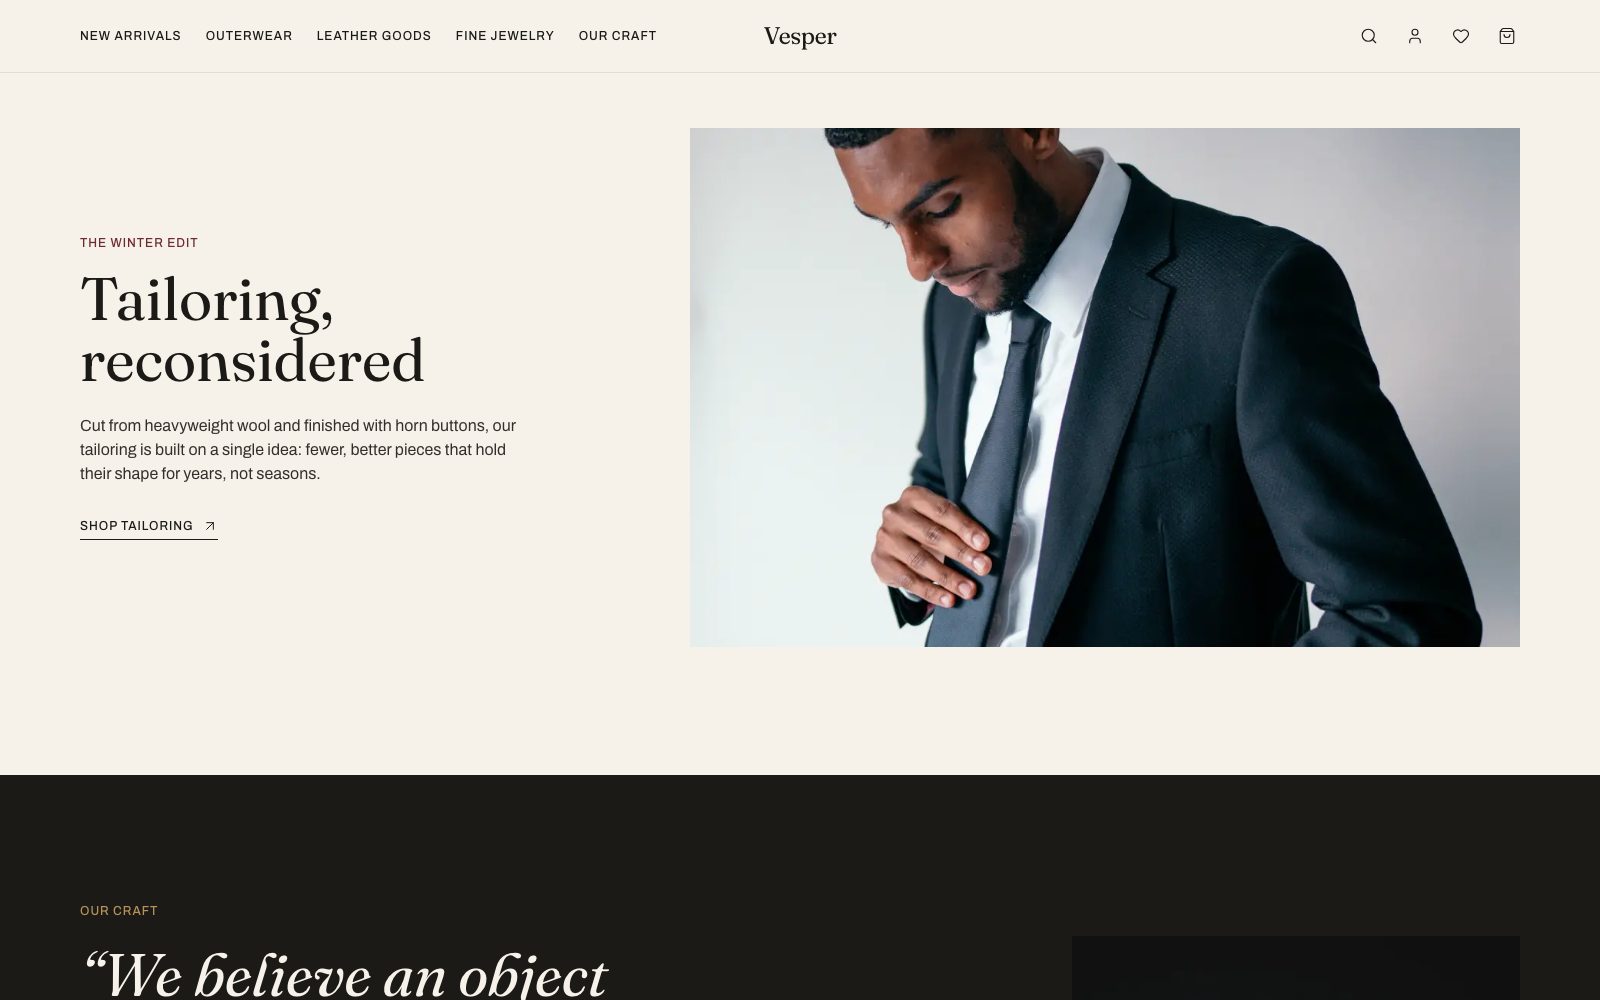 NEW ARRIVALS OUTERWEAR LEATHER GOODS FINE JEWELRY OUR CRAFT Vesper
THE WINTER EDIT
Tailoring,
reconsidered
Cut from heavyweight wool and finished with horn buttons, our
tailoring is built on a single idea: fewer, better pieces that hold
their shape for years, not seasons.
SHOP TAILORING
OUR CRAFT
“We believe an object